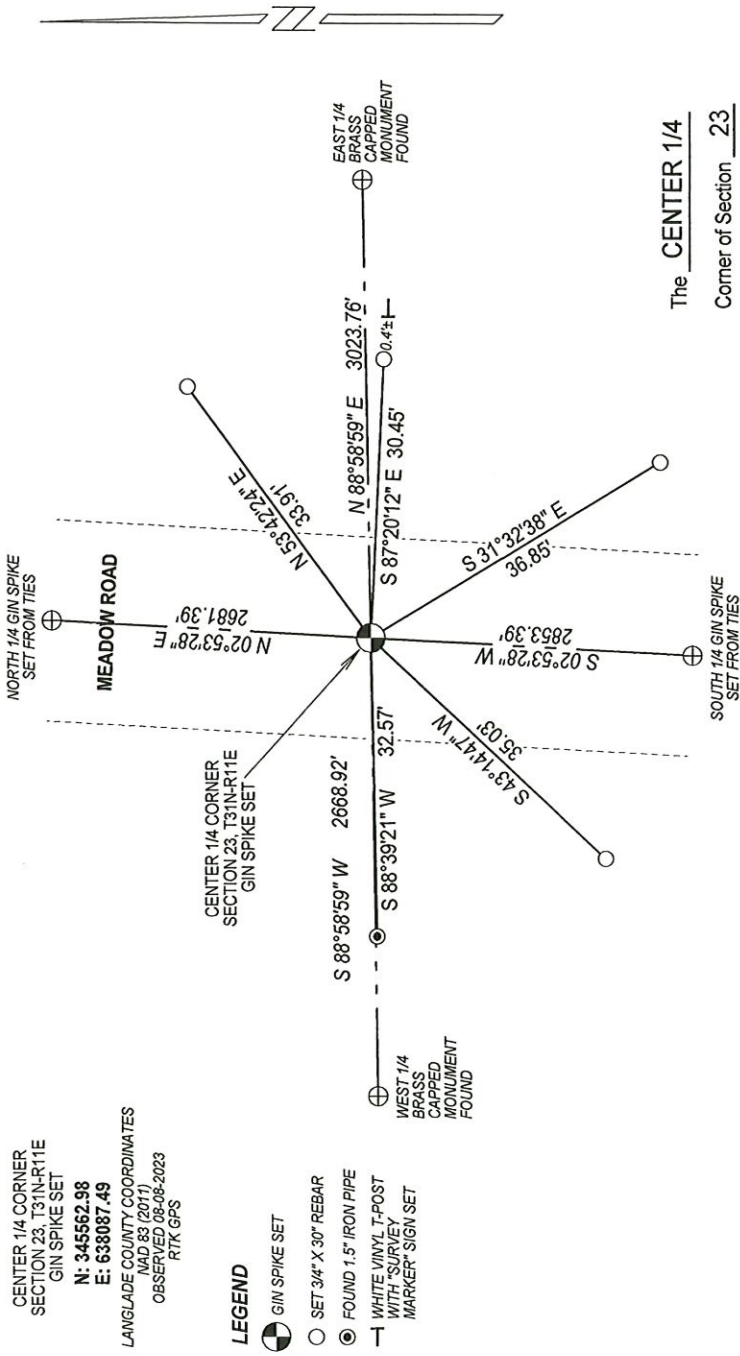 CENTER 1/4 CORNER
SECTION 23, T31N-R11E
GIN SPIKE SET
N: 345562.98
E: 638087.49
LANGLADE COUNTY COORDINATES
NAD 83 (2011)
OBSERVED 08-08-2023
RTK GPS
LEGEND
GIN SPIKE SET
SET 3/4" X 30" REBAR
FOUND 1.5" IRON PIPE
WHITE VINYL T-POST
WITH "SURVEY
MARKER" SIGN SET
NORTH 1/4 GIN SPIKE
SET FROM TIES
MEADOW ROAD
N 02°53'28" E
2681.39'
CENTER 1/4 CORNER
SECTION 23, T31N-R11E
GIN SPIKE SET
N 53°42'24" E
33.91'
EAST 1/4
BRASS
CAPPED
MONUMENT
FOUND
N 88°58'59" E 3023.76'
S 87°20'12" E 30.45'
0.4'±
S 88°58'59" W 2668.92'
S 88°39'21" W 32.57'
WEST 1/4
BRASS
CAPPED
MONUMENT
FOUND
S 43°14'47" W
35.03'
S 02°53'28" W
2853.39'
S 31°32'38" E
36.85'
SOUTH 1/4 GIN SPIKE
SET FROM TIES
The CENTER 1/4
Corner of Section 23